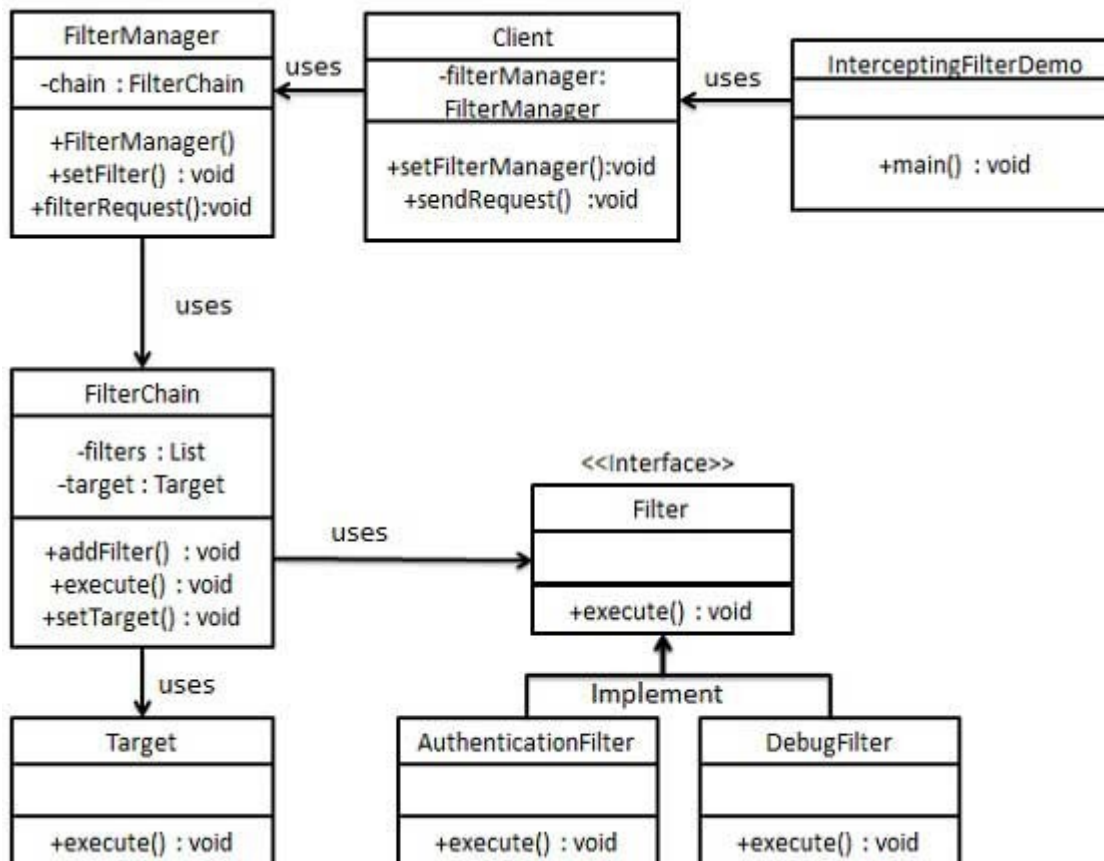 FilterManager
-chain : FilterChain
+FilterManager()
+setFilter() : void
+filterRequest():void
uses
Client
-filterManager:
FilterManager
+setFilterManager():void
+sendRequest() :void
uses
InterceptingFilterDemo
+main() : void
uses
FilterChain
-filters : List
-target : Target
+addFilter() : void
+execute() : void
+setTarget() : void
uses
<<Interface>>
Filter
+execute() : void
uses
Target
+execute() : void
Implement
AuthenticationFilter
+execute() : void
DebugFilter
+execute() : void